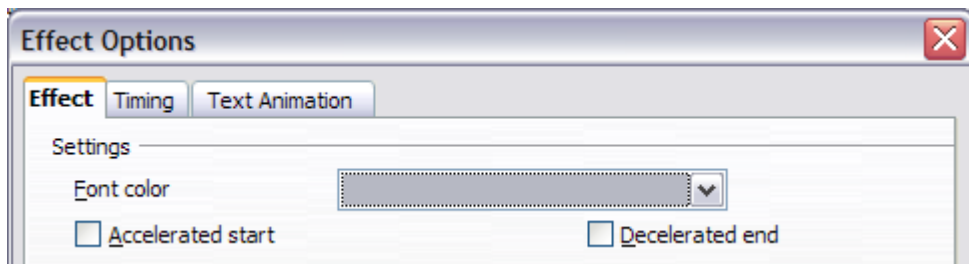 Effect Options
Effect Timing Text Animation
Settings
Font color
Accelerated start Decelerated end